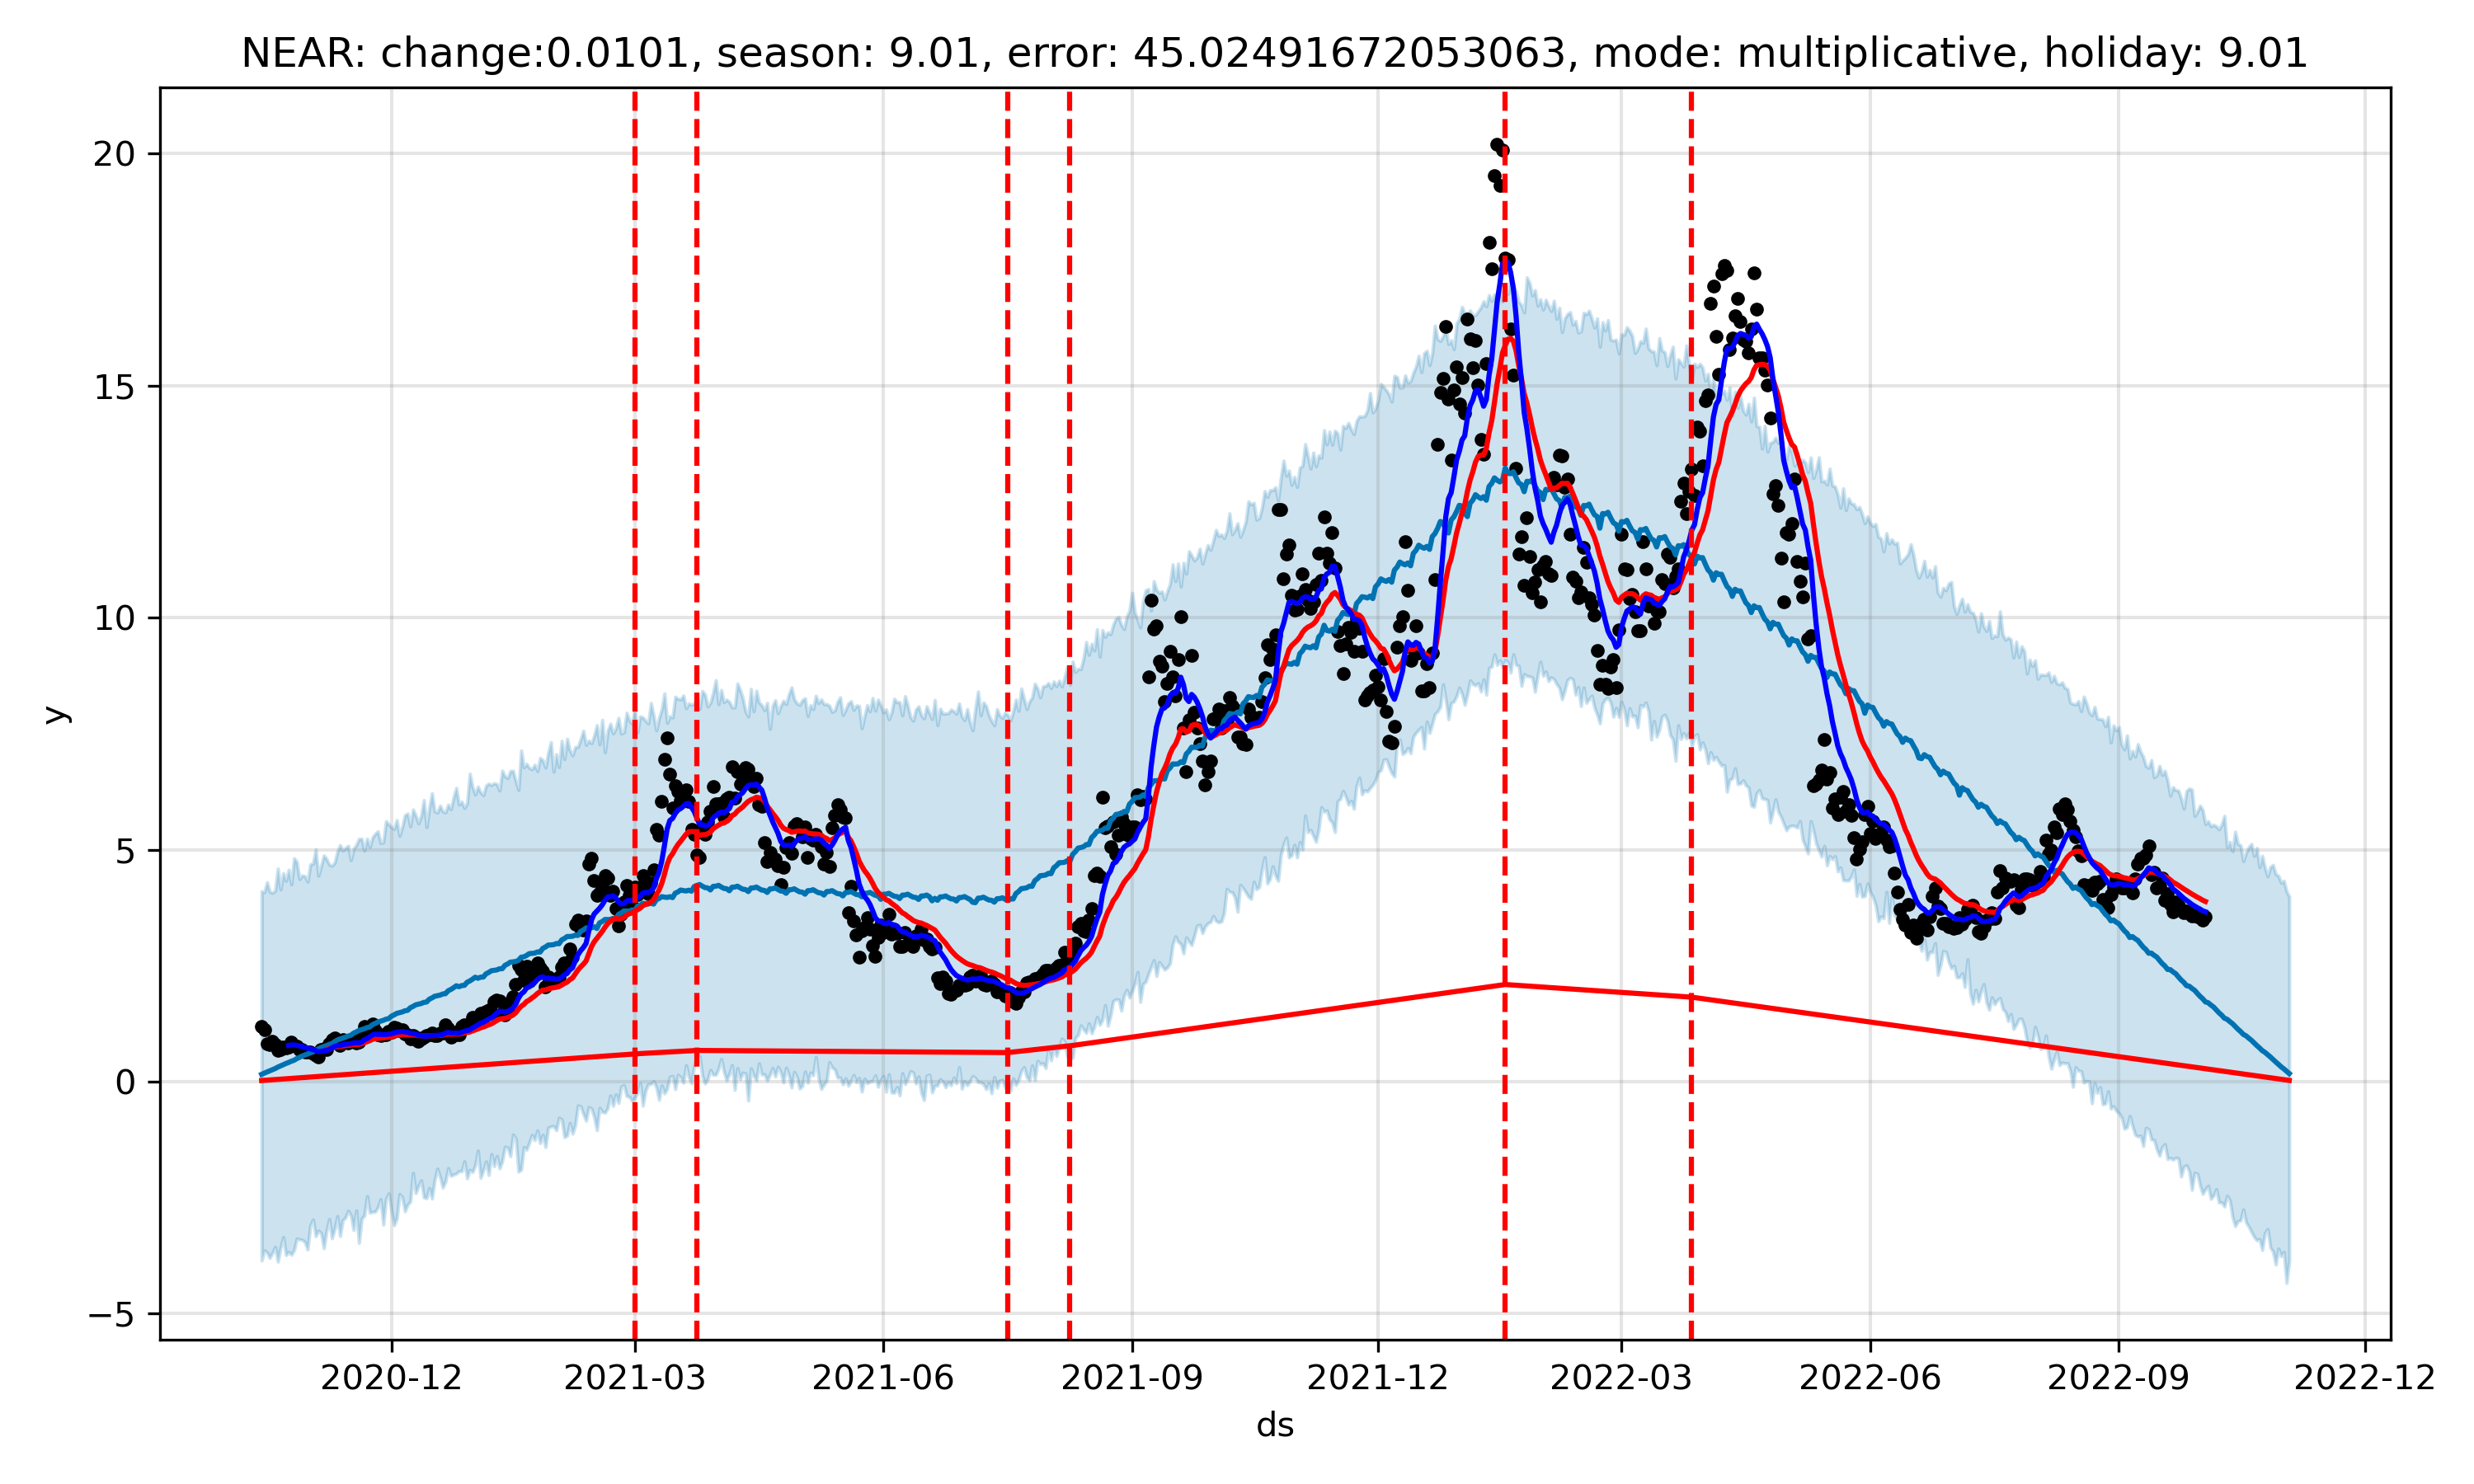 NEAR: change:0.0101, season: 9.01, error: 45.02491672053063, mode: multiplicative, holiday: 9.01
20
15
10
5
0
−5
y
2020-12 2021-03 2021-06 2021-09 2021-12 2022-03 2022-06 2022-09 2022-12
ds